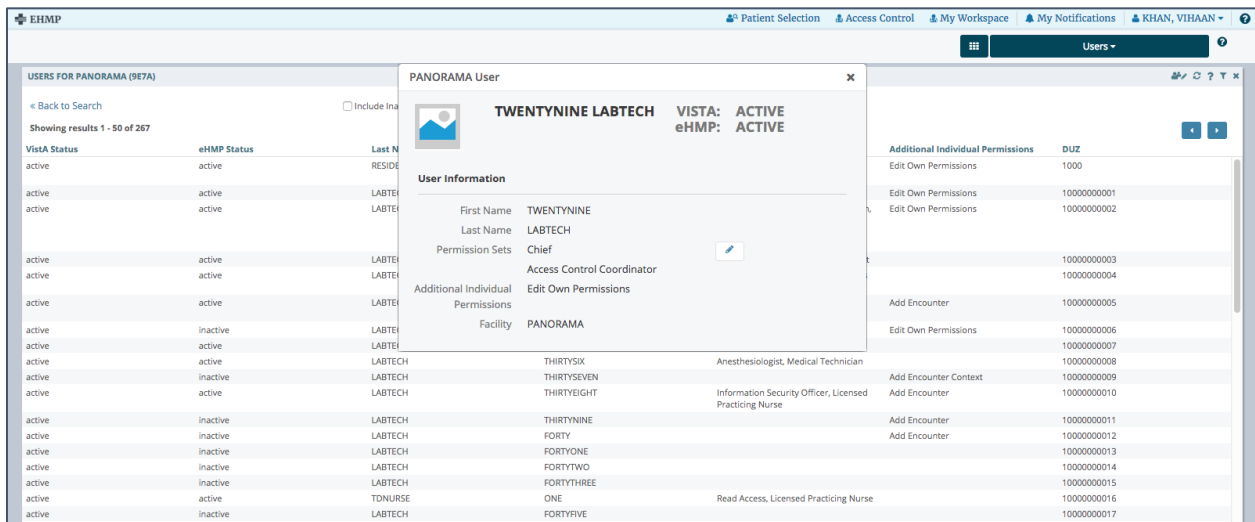 EHMP Patient Selection Access Control My Workspace My Notifications KHAN, VIHAAN
Users
USERS FOR PANORAMA (9E7A)
PANORAMA User
« Back to Search
Include Ina
TWENTYNINE LABTECH VISTA: ACTIVE
eHMP: ACTIVE
Showing results 1 - 50 of 267
VistA Status eHMP Status Last N Additional Individual Permissions DUZ
active active RESIDE Edit Own Permissions 1000
User Information
active active LABTE Edit Own Permissions 10000000001
active active LABTE Edit Own Permissions 10000000002
First Name TWENTYNINE
Last Name LABTECH
Permission Sets Chief
Access Control Coordinator
Additional Individual Permissions Edit Own Permissions
Facility PANORAMA
active active LABTE 10000000003
active active LABTE 10000000004
active active LABTE Add Encounter 10000000005
active inactive LABTE Edit Own Permissions 10000000006
active active LABTE 10000000007
active active LABTECH THIRTYSIX Anesthesiologist, Medical Technician 10000000008
active inactive LABTECH THIRTYSEVEN Add Encounter Context 10000000009
active active LABTECH THIRTYEIGHT Information Security Officer, Licensed Add Encounter 10000000010
Practicing Nurse
active inactive LABTECH THIRTYNINE Add Encounter 10000000011
active inactive LABTECH FORTY Add Encounter 10000000012
active inactive LABTECH FORTYONE 10000000013
active inactive LABTECH FORTYTWO 10000000014
active inactive LABTECH FORTYTHREE 10000000015
active active TDNURSE ONE Read Access, Licensed Practicing Nurse 10000000016
active inactive LABTECH FORTYFIVE 10000000017